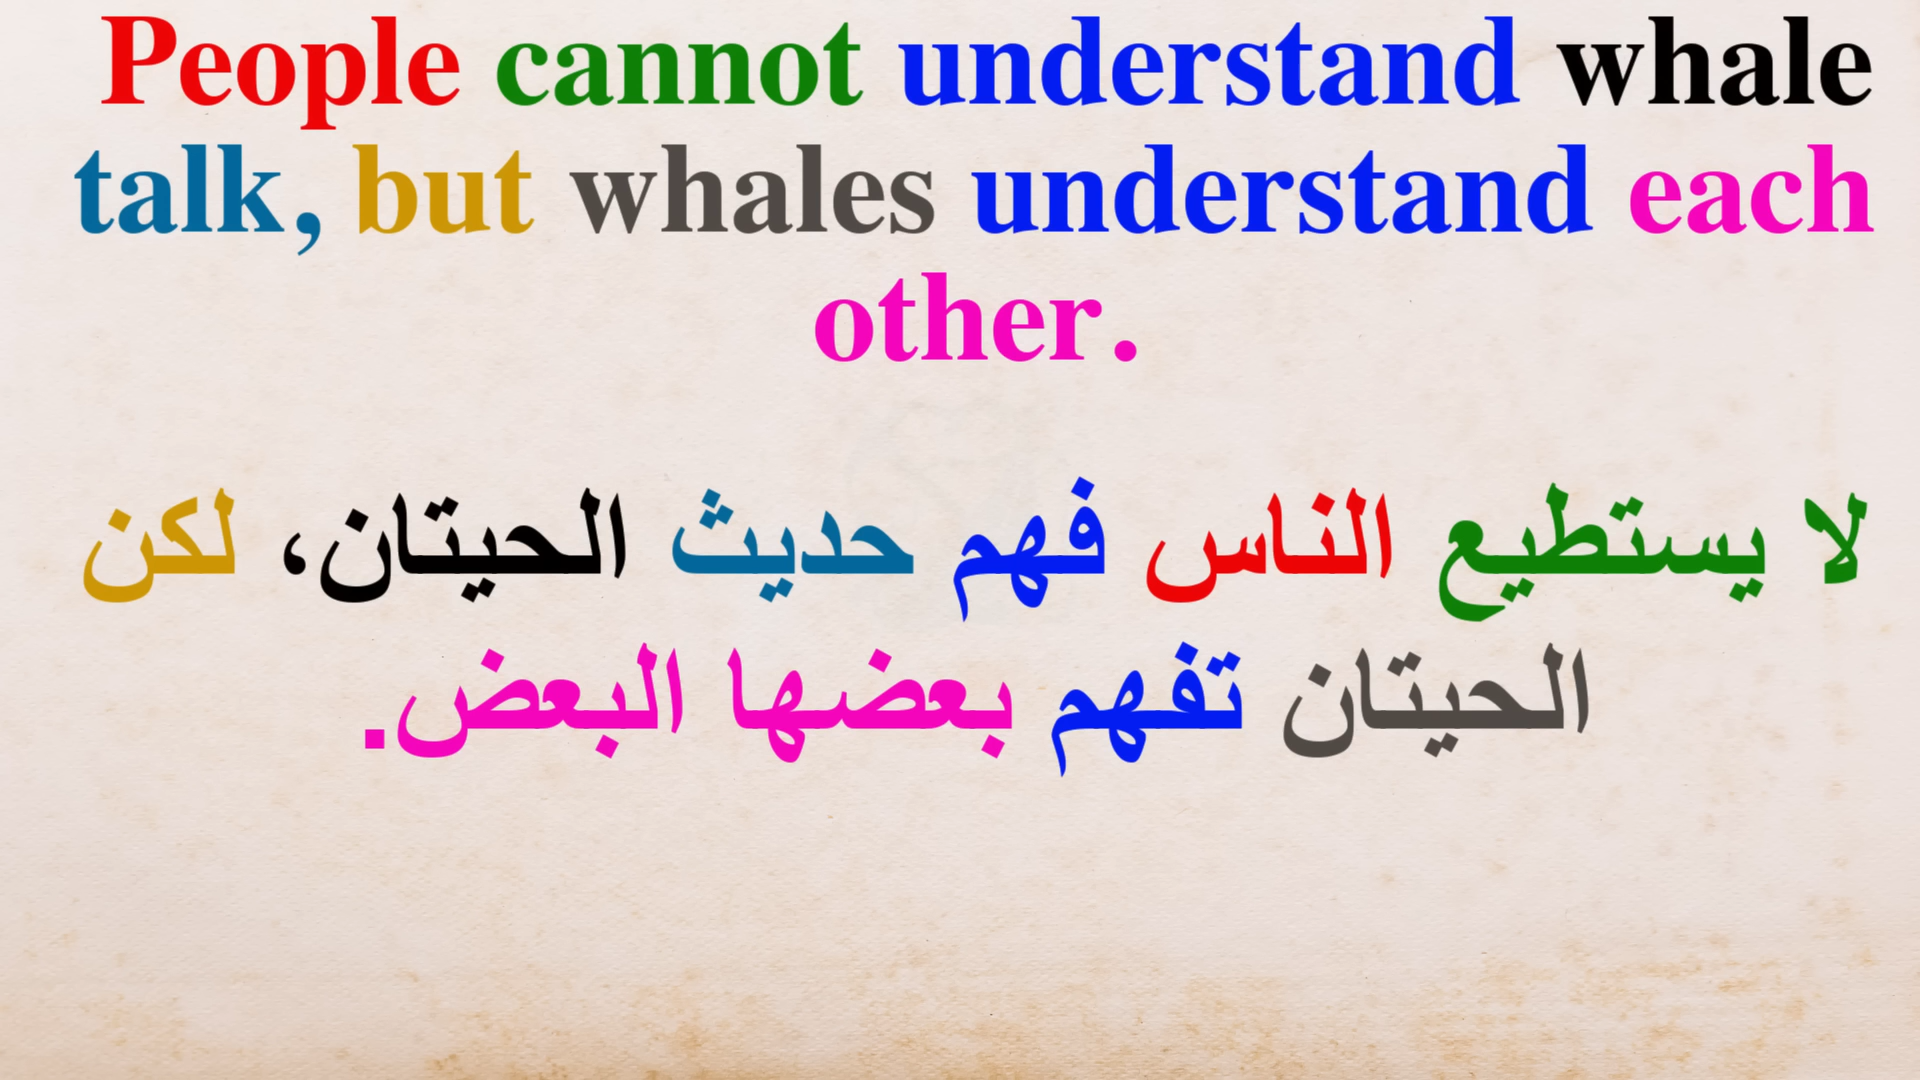 People cannot understand whale
talk, but whales understand each
other.
لا يستطيع الناس فهم حديث الحيتان، لكن
الحيتان تفهم بعضها البعض.